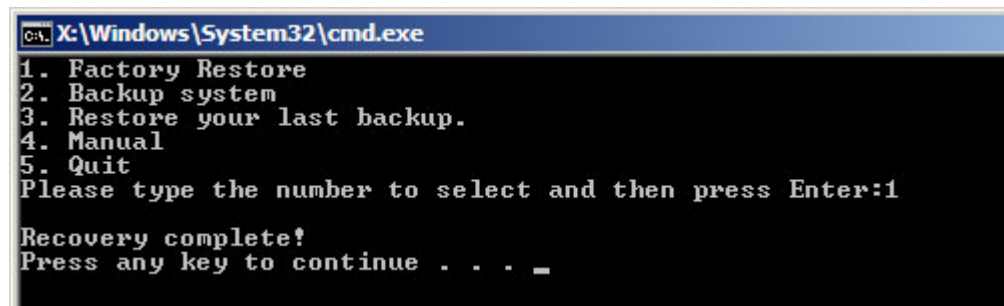 X:\Windows\System32\cmd.exe
1. Factory Restore
2. Backup system
3. Restore your last backup.
4. Manual
5. Quit
Please type the number to select and then press Enter:1
Recovery complete!
Press any key to continue . . . _